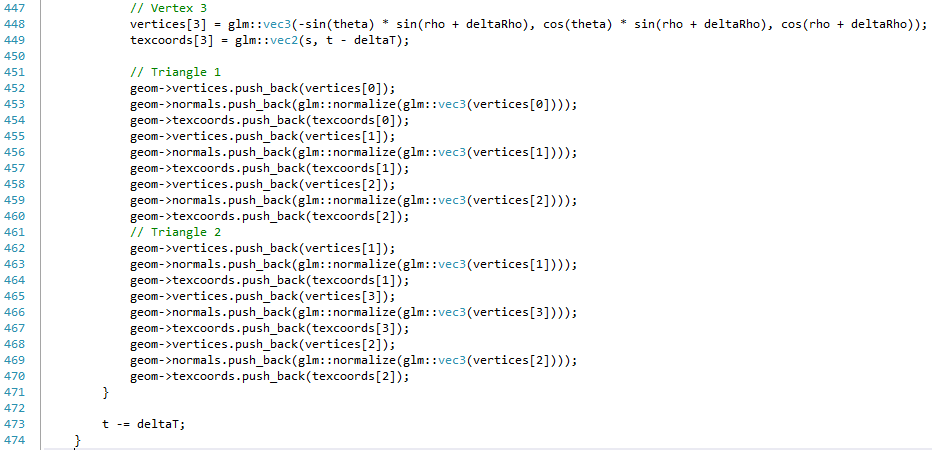 447 // Vertex 3
448 vertices[3] = glm::vec3(-sin(theta) * sin(rho + deltaRho), cos(theta) * sin(rho + deltaRho), cos(rho + deltaRho));
449 texcoords[3] = glm::vec2(s, t - deltaT);
450
451 // Triangle 1
452 geom->vertices.push_back(vertices[0]);
453 geom->normals.push_back(glm::normalize(glm::vec3(vertices[0])));
454 geom->texcoords.push_back(texcoords[0]);
455 geom->vertices.push_back(vertices[1]);
456 geom->normals.push_back(glm::normalize(glm::vec3(vertices[1])));
457 geom->texcoords.push_back(texcoords[1]);
458 geom->vertices.push_back(vertices[2]);
459 geom->normals.push_back(glm::normalize(glm::vec3(vertices[2])));
460 geom->texcoords.push_back(texcoords[2]);
461 // Triangle 2
462 geom->vertices.push_back(vertices[1]);
463 geom->normals.push_back(glm::normalize(glm::vec3(vertices[1])));
464 geom->texcoords.push_back(texcoords[1]);
465 geom->vertices.push_back(vertices[3]);
466 geom->normals.push_back(glm::normalize(glm::vec3(vertices[3])));
467 geom->texcoords.push_back(texcoords[3]);
468 geom->vertices.push_back(vertices[2]);
469 geom->normals.push_back(glm::normalize(glm::vec3(vertices[2])));
470 geom->texcoords.push_back(texcoords[2]);
471 }
472
473 t -= deltaT;
474 }